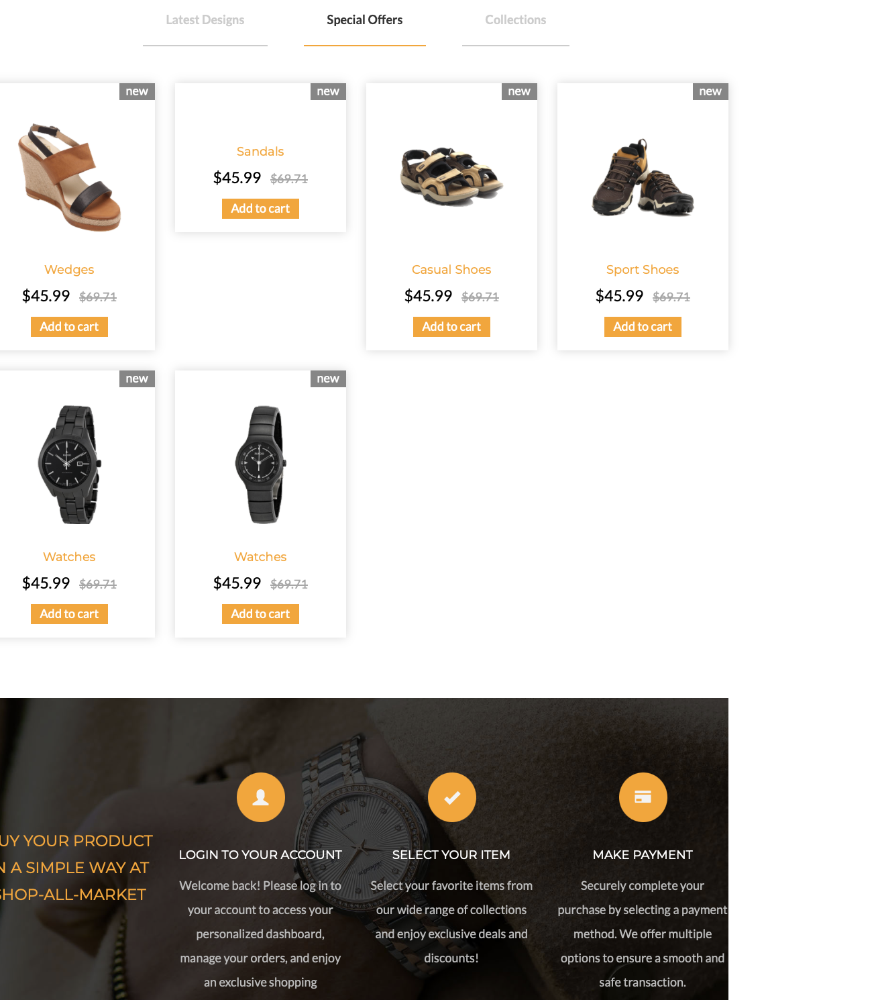 Latest Designs
Special Offers
Collections
new
new
new
new
Wedges
$45.99 $69.71
Add to cart
Sandals
$45.99 $69.71
Add to cart
Casual Shoes
$45.99 $69.71
Add to cart
Sport Shoes
$45.99 $69.71
Add to cart
new
new
Watches
$45.99 $69.71
Add to cart
Watches
$45.99 $69.71
Add to cart
UY YOUR PRODUCT
N A SIMPLE WAY AT
SHOP-ALL-MARKET
LOGIN TO YOUR ACCOUNT
Welcome back! Please log in to
your account to access your
personalized dashboard,
manage your orders, and enjoy
an exclusive shopping
SELECT YOUR ITEM
Select your favorite items from
our wide range of collections
and enjoy exclusive deals and
discounts!
MAKE PAYMENT
Securely complete your
purchase by selecting a payment
method. We offer multiple
options to ensure a smooth and
safe transaction.